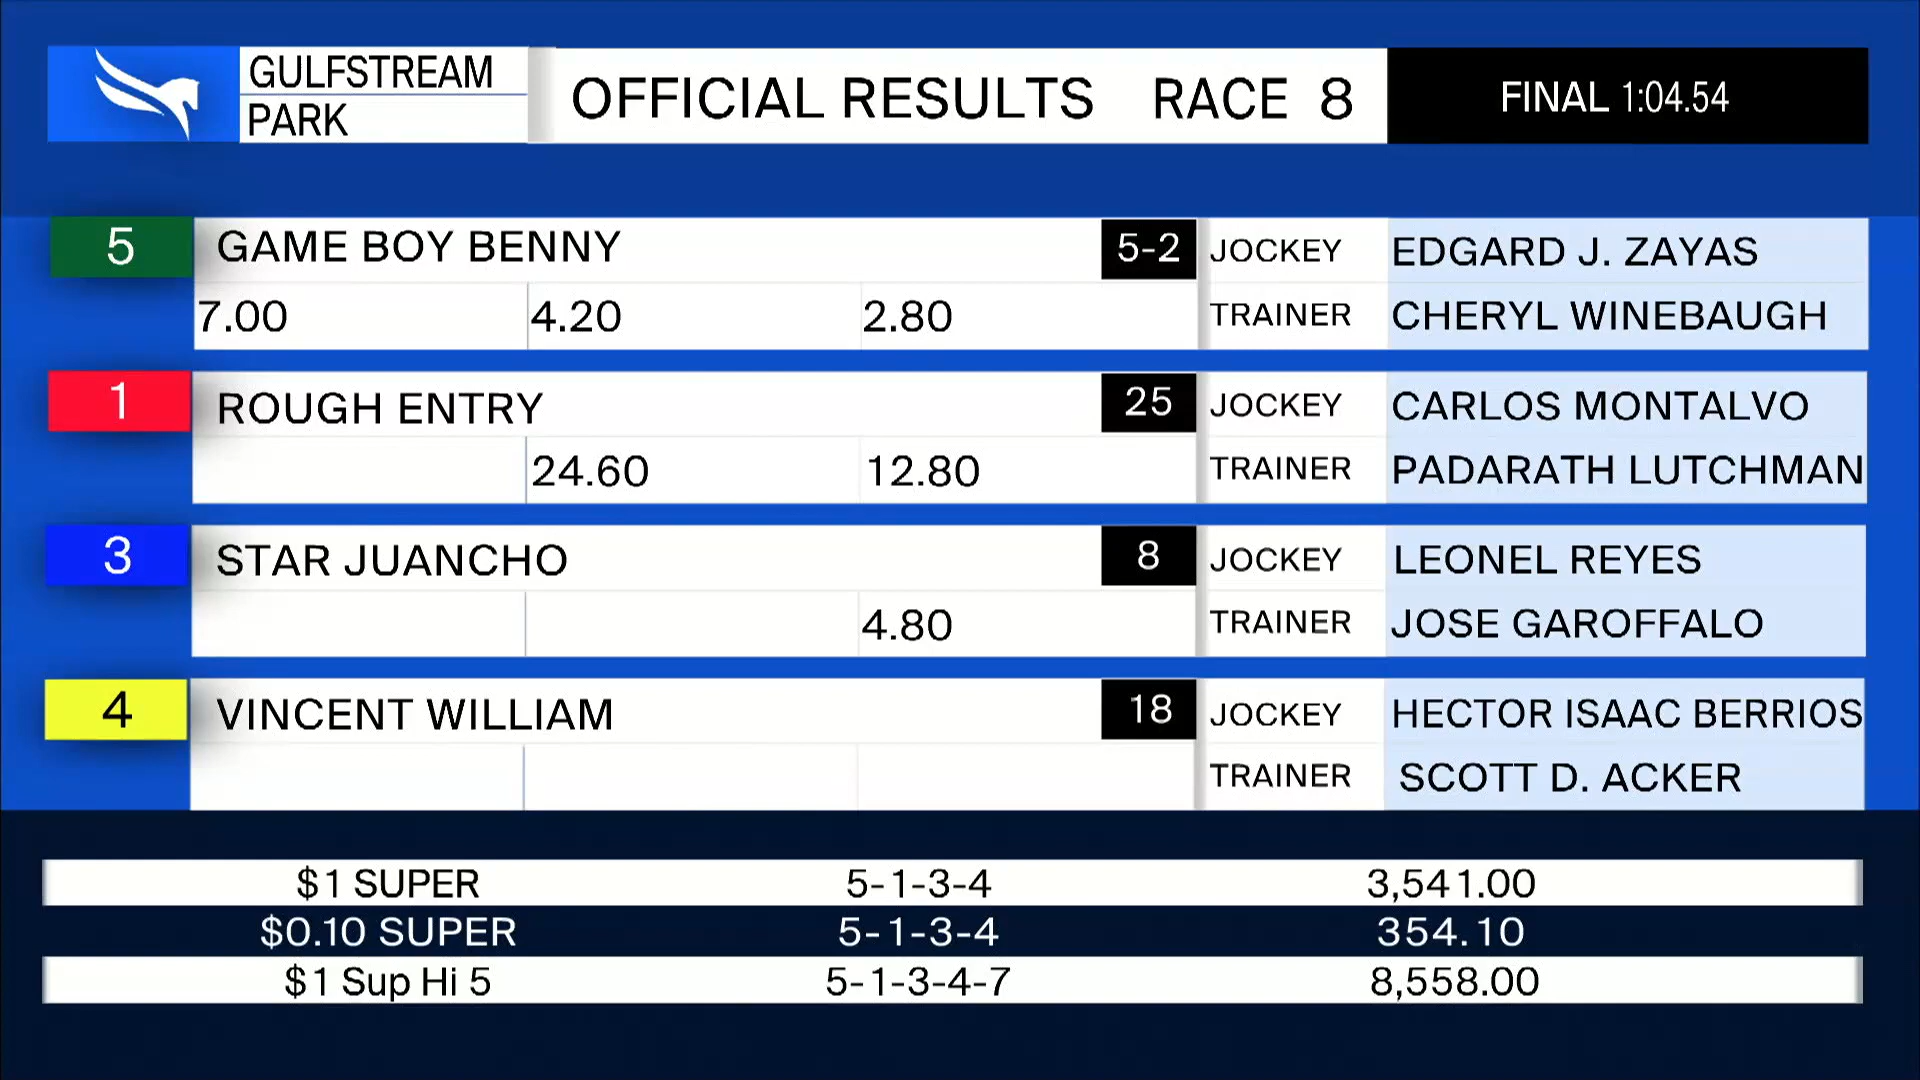 GULFSTREAM
PARK
OFFICIAL RESULTS RACE 8
FINAL 1:04.54
5 GAME BOY BENNY 5-2 JOCKEY EDGARD J. ZAYAS
7.00 4.20 2.80 TRAINER CHERYL WINEBAUGH
1 ROUGH ENTRY 25 JOCKEY CARLOS MONTALVO
24.60 12.80 TRAINER PADARATH LUTCHMAN
3 STAR JUANCHO 8 JOCKEY LEONEL REYES
4.80 TRAINER JOSE GAROFFALO
4 VINCENT WILLIAM 18 JOCKEY HECTOR ISAAC BERRIOS
TRAINER SCOTT D. ACKER
$1 SUPER 5-1-3-4 3,541.00
$0.10 SUPER 5-1-3-4 354.10
$1 Sup Hi 5 5-1-3-4-7 8,558.00